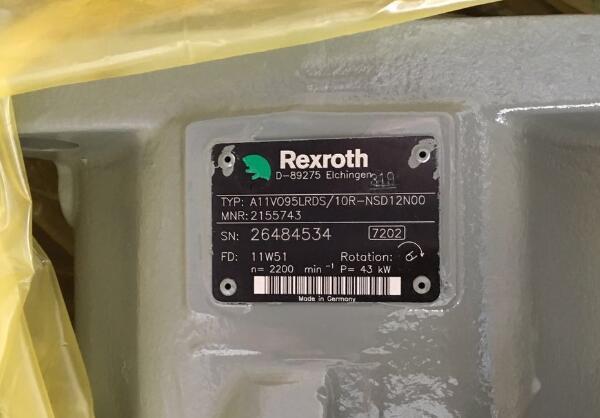 Rexroth
D-89275 Elchingen
319
TYP: A11VO95LRDS/10R-NSD12N00
MNR: 2155743
SN: 26484534 7202
FD: 11W51 Rotation:
n= 2200 min⁻¹ P= 43 kW
Made in Germany